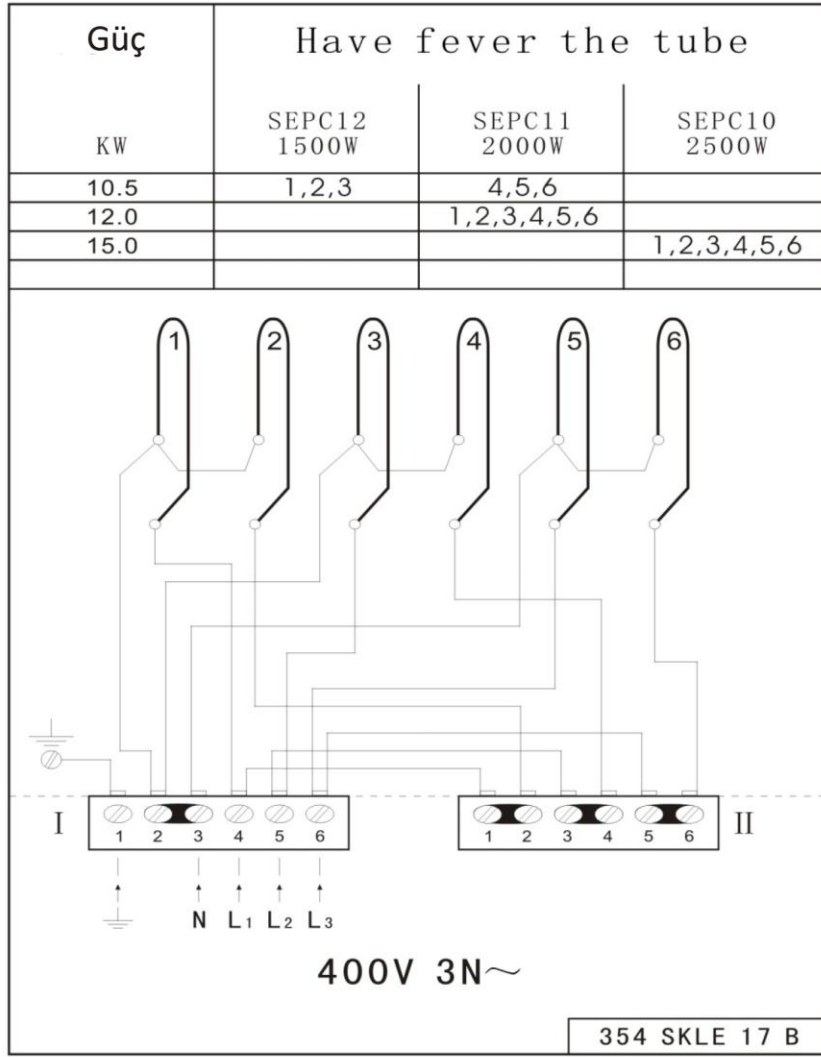 Güç Have fever the tube
KW SEPC12 1500W SEPC11 2000W SEPC10 2500W
10.5 1,2,3 4,5,6
12.0 1,2,3,4,5,6
15.0 1,2,3,4,5,6
1 2 3 4 5 6
I 1 2 3 4 5 6 1 2 3 4 5 6 II
N L1 L2 L3
400V 3N~
354 SKLE 17 B